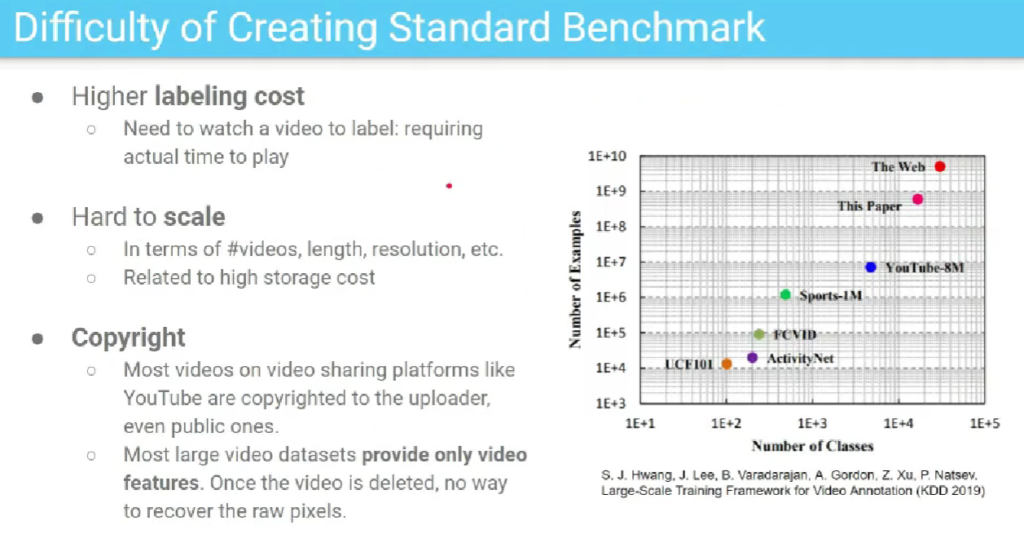 Difficulty of Creating Standard Benchmark
● Higher labeling cost
○ Need to watch a video to label: requiring
actual time to play
● Hard to scale
○ In terms of #videos, length, resolution, etc.
○ Related to high storage cost
● Copyright
○ Most videos on video sharing platforms like
YouTube are copyrighted to the uploader,
even public ones.
○ Most large video datasets provide only video
features. Once the video is deleted, no way
to recover the raw pixels.
Number of Examples
1E+10
1E+9
1E+8
1E+7
1E+6
1E+5
1E+4
1E+3
The Web
This Paper
YouTube-8M
Sports-1M
FCVID
ActivityNet
UCF101
1E+1 1E+2 1E+3 1E+4 1E+5
Number of Classes
S. J. Hwang, J. Lee, B. Varadarajan, A. Gordon, Z. Xu, P. Natsev.
Large-Scale Training Framework for Video Annotation (KDD 2019)